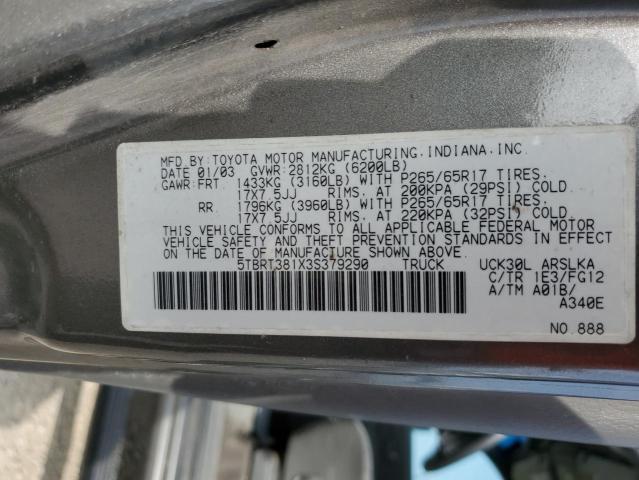 MFD.BY:TOYOTA MOTOR MANUFACTURING,INDIANA,INC.
DATE 01/03 GVWR: 2812KG (6200LB)
GAWR:FRT. 1433KG (3160LB) WITH P265/65R17 TIRES.
17X7.5JJ RIMS. AT 200KPA (29PSI) COLD
RR 1796KG (3960LB) WITH P265/65R17 TIRES.
17X7.5JJ RIMS. AT 220KPA (32PSI) COLD
THIS VEHICLE CONFORMS TO ALL APPLICABLE FEDERAL MOTOR
VEHICLE SAFETY AND THEFT PREVENTION STANDARDS IN EFFECT
ON THE DATE OF MANUFACTURE SHOWN ABOVE.
5TBRT381X3S379290 TRUCK UCK30L ARSLKA
C/TR 1E3/FG12
A/TM A01B/
A340E
NO.888